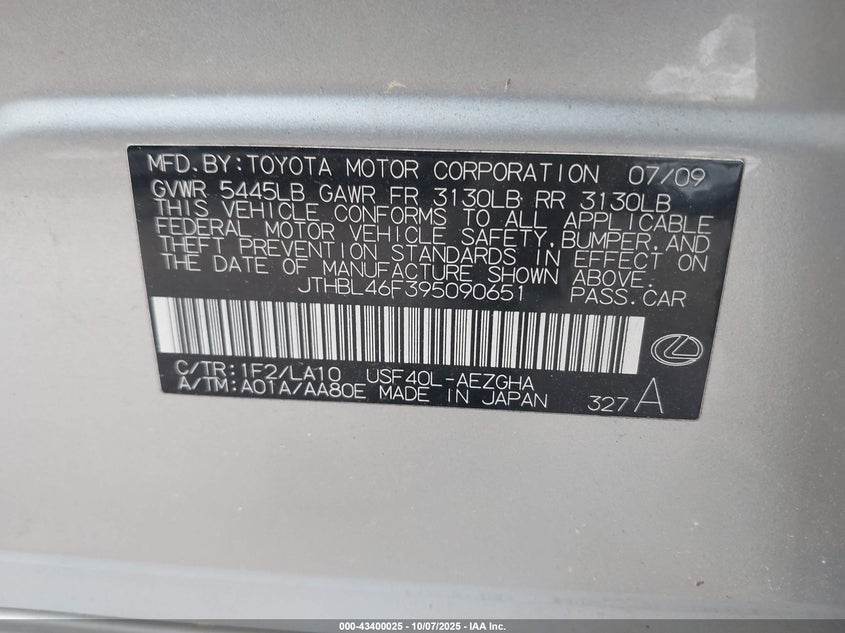 MFD.BY:TOYOTA MOTOR CORPORATION 07/09
GVWR 5445LB GAWR FR 3130LB RR 3130LB
THIS VEHICLE CONFORMS TO ALL APPLICABLE
FEDERAL MOTOR VEHICLE SAFETY,BUMPER,AND
THEFT PREVENTION STANDARDS IN EFFECT ON
THE DATE OF MANUFACTURE SHOWN ABOVE.
JTHBL46F395090651 PASS.CAR
C/TR:1F2/LA10 USF40L-AEZGHA
A/TM:A01A/AA80E MADE IN JAPAN 327 A
000-43400025 - 10/07/2025 - IAA Inc.